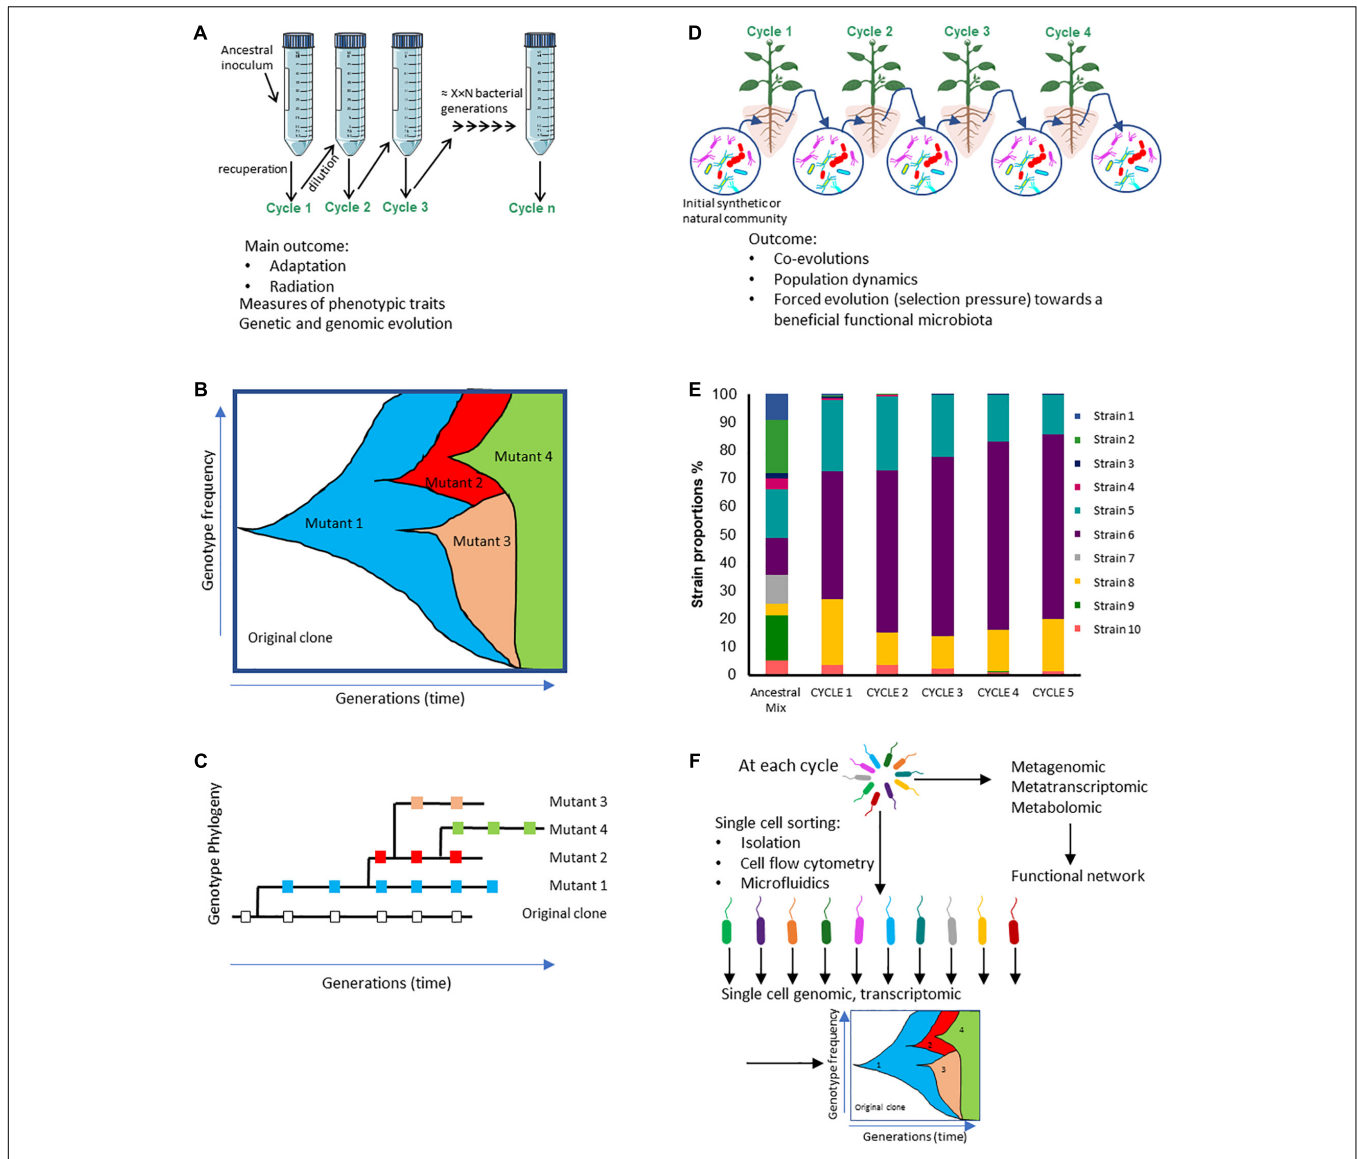 A
Ancestral
inoculum
≈ X×N bacterial
generations
recuperation
dilution
Cycle 1
Cycle 2
Cycle 3
Cycle n
Main outcome:
• Adaptation
• Radiation
Measures of phenotypic traits
Genetic and genomic evolution
D
Cycle 1
Cycle 2
Cycle 3
Cycle 4
Initial synthetic or
natural community
Outcome:
• Co-evolutions
• Population dynamics
• Forced evolution (selection pressure) towards a
beneficial functional microbiota
B
Genotype frequency
Mutant 1
Mutant 2
Mutant 3
Mutant 4
Original clone
Generations (time)
E
Strain proportions %
100
90
80
70
60
50
40
30
20
10
0
Ancestral
Mix
CYCLE 1
CYCLE 2
CYCLE 3
CYCLE 4
CYCLE 5
Strain 1
Strain 2
Strain 3
Strain 4
Strain 5
Strain 6
Strain 7
Strain 8
Strain 9
Strain 10
C
Genotype Phylogeny
Mutant 3
Mutant 4
Mutant 2
Mutant 1
Original clone
Generations (time)
F
At each cycle
Metagenomic
Metatranscriptomic
Metabolomic
Functional network
Single cell sorting:
• Isolation
• Cell flow cytometry
• Microfluidics
Single cell genomic, transcriptomic
Genotype frequency
1
2
3
4
Original clone
Generations (time)